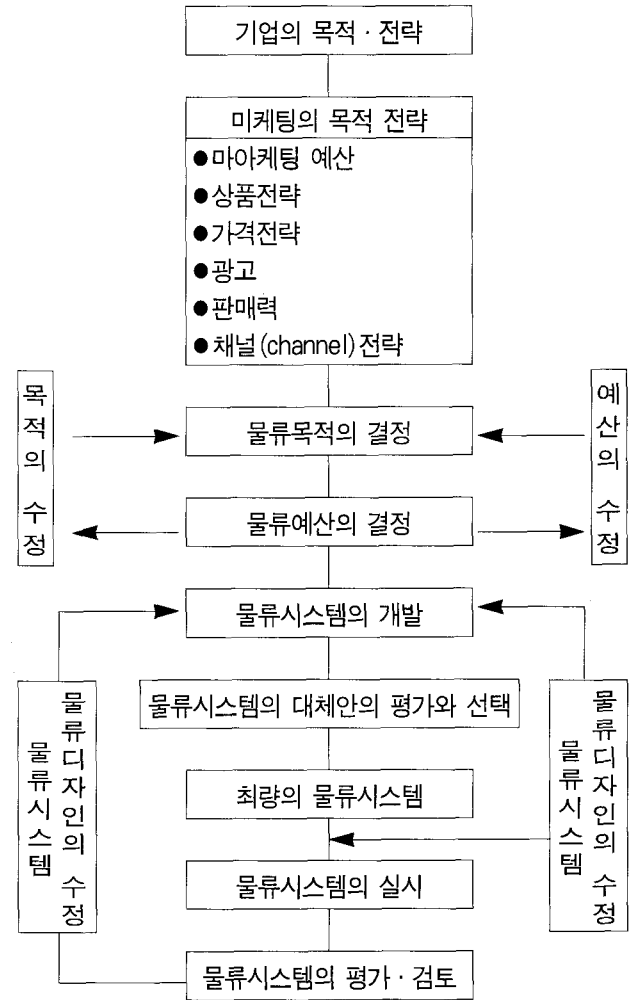 기업의 목적 · 전략
미케팅의 목적 전략
●마아케팅 예산
●상품전략
●가격전략
●광고
●판매력
●채널(channel)전략
목적의 수정
예산의 수정
물류목적의 결정
물류예산의 결정
물류시스템의 개발
물류시스템의 대체안의 평가와 선택
물류디자인의 수정
물류시스템
물류디자인의 수정
물류시스템
최량의 물류시스템
물류시스템의 실시
물류시스템의 평가 · 검토